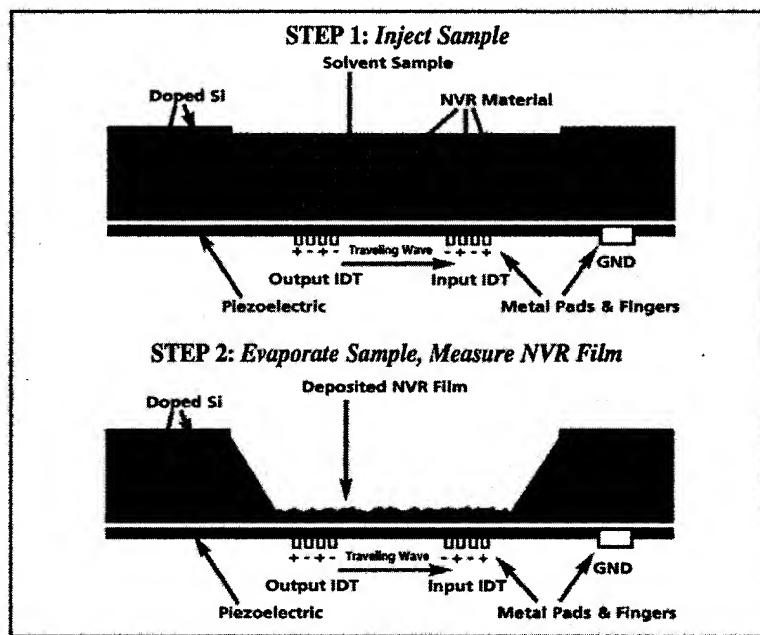 STEP 1: Inject Sample
Solvent Sample
Doped Si
NVR Material
+ - + -
Traveling Wave
- + - +
GND
Output IDT
Input IDT
Piezoelectric
Metal Pads & Fingers
STEP 2: Evaporate Sample, Measure NVR Film
Deposited NVR Film
Doped Si
+ - + -
Traveling Wave
- + - +
GND
Output IDT
Input IDT
Piezoelectric
Metal Pads & Fingers